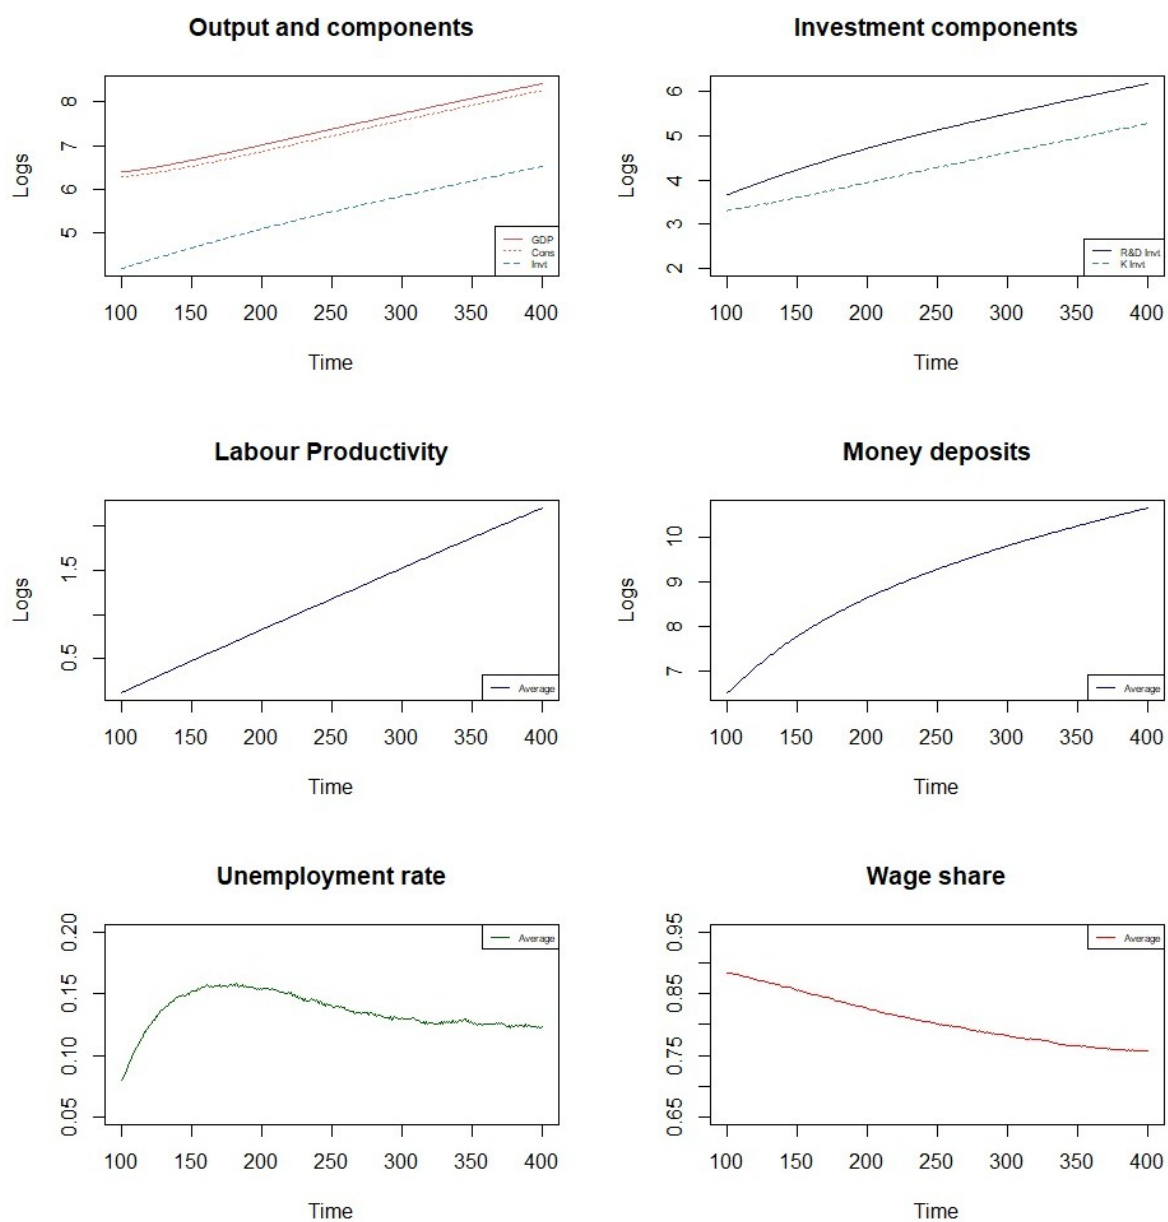 Output and components
Logs
8
7
6
5
GDP
Cons
Invt
100 150 200 250 300 350 400
Time
Investment components
Logs
6
5
4
3
2
R&D Invt
K Invt
100 150 200 250 300 350 400
Time
Labour Productivity
Logs
1.5
0.5
Average
100 150 200 250 300 350 400
Time
Money deposits
Logs
10
9
8
7
Average
100 150 200 250 300 350 400
Time
Unemployment rate
0.20
0.15
0.10
0.05
Average
100 150 200 250 300 350 400
Time
Wage share
0.95
0.85
0.75
0.65
Average
100 150 200 250 300 350 400
Time